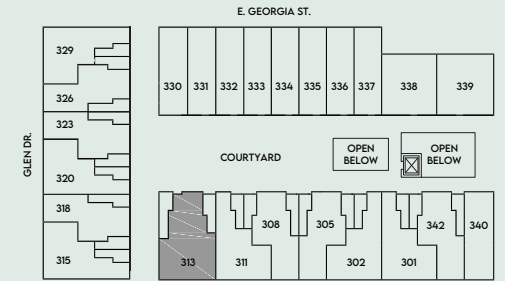 E. GEORGIA ST.
329
330 331 332 333 334 335 336 337 338 339
326
323
GLEN DR.
COURTYARD
OPEN
BELOW
OPEN
BELOW
320
318
308 305 342 340
315
313 311 302 301